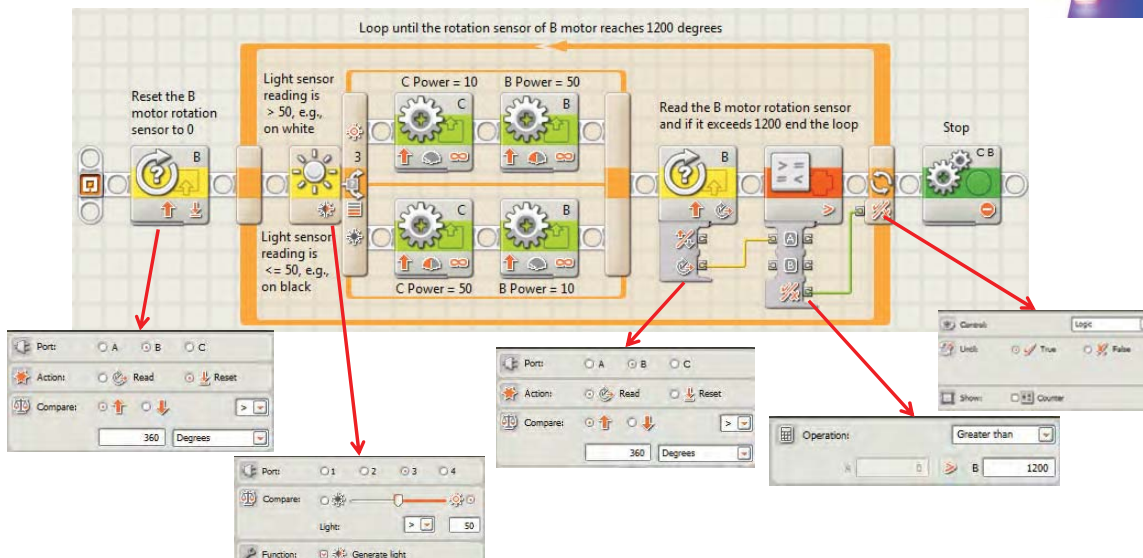 Loop until the rotation sensor of B motor reaches 1200 degrees
Reset the B
motor rotation
sensor to 0
B
Light sensor
reading is
> 50, e.g.,
on white
3
Light sensor
reading is
<= 50, e.g.,
on black
C Power = 10
B Power = 50
C
B
C
B
C Power = 50
B Power = 10
Read the B motor rotation sensor
and if it exceeds 1200 end the loop
B
A
B
Stop
C B
Port: A B C
Action: Read Reset
Compare: >
360 Degrees
Port: 1 2 3 4
Compare:
Light: > 50
Function: Generate light
Port: A B C
Action: Read Reset
Compare: >
360 Degrees
Operation: Greater than
A 0 B 1200
Control: Logic
Until: True False
Show: Counter